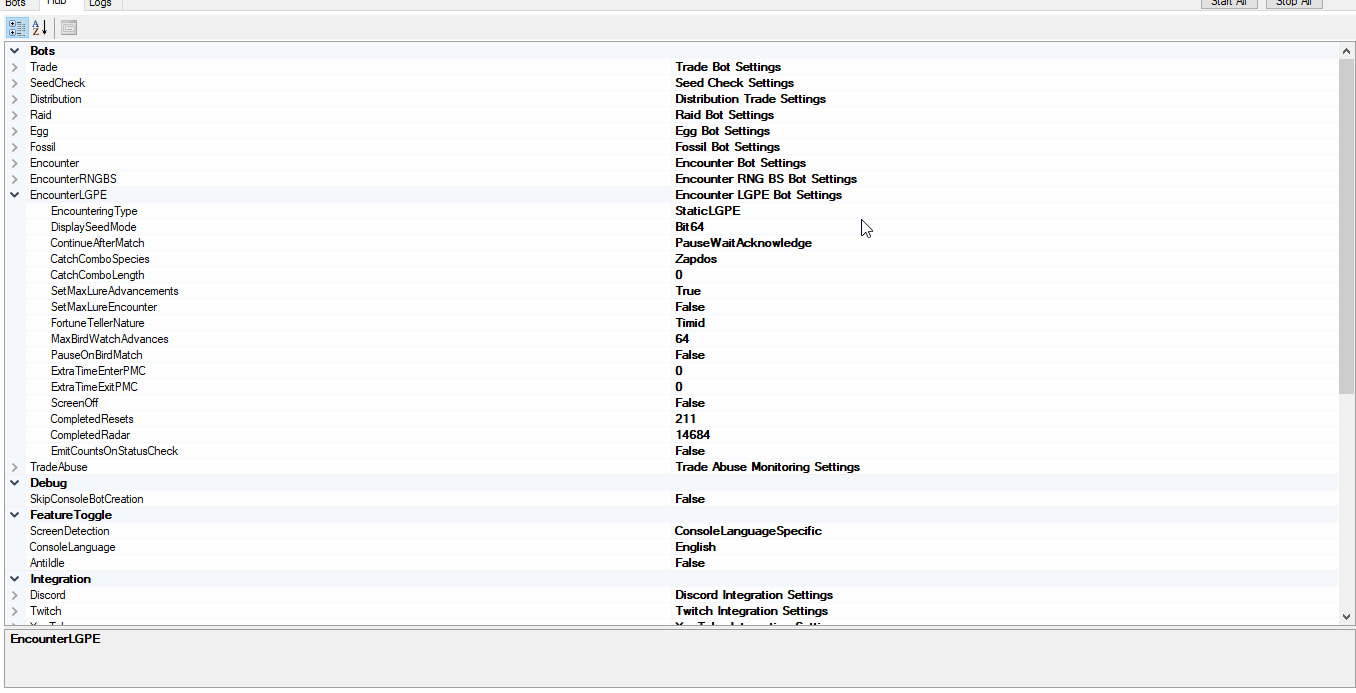 Bots Hub Logs Start All Stop All
Bots
Trade Trade Bot Settings
SeedCheck Seed Check Settings
Distribution Distribution Trade Settings
Raid Raid Bot Settings
Egg Egg Bot Settings
Fossil Fossil Bot Settings
Encounter Encounter Bot Settings
EncounterRNGBS Encounter RNG BS Bot Settings
EncounterLGPE Encounter LGPE Bot Settings
EncounteringType StaticLGPE
DisplaySeedMode Bit64
ContinueAfterMatch PauseWaitAcknowledge
CatchComboSpecies Zapdos
CatchComboLength 0
SetMaxLureAdvancements True
SetMaxLureEncounter False
FortuneTellerNature Timid
MaxBirdWatchAdvances 64
PauseOnBirdMatch False
ExtraTimeEnterPMC 0
ExtraTimeExitPMC 0
ScreenOff False
CompletedResets 211
CompletedRadar 14684
EmitCountsOnStatusCheck False
TradeAbuse Trade Abuse Monitoring Settings
Debug
SkipConsoleBotCreation False
FeatureToggle
ScreenDetection ConsoleLanguageSpecific
ConsoleLanguage English
AntiIdle False
Integration
Discord Discord Integration Settings
Twitch Twitch Integration Settings
EncounterLGPE